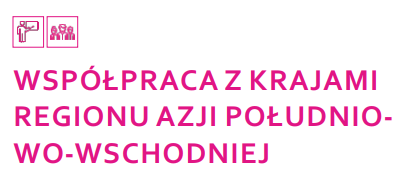 WSPÓŁPRACA Z KRAJAMI
REGIONU AZJI POŁUDNIO-
WO-WSCHODNIEJ